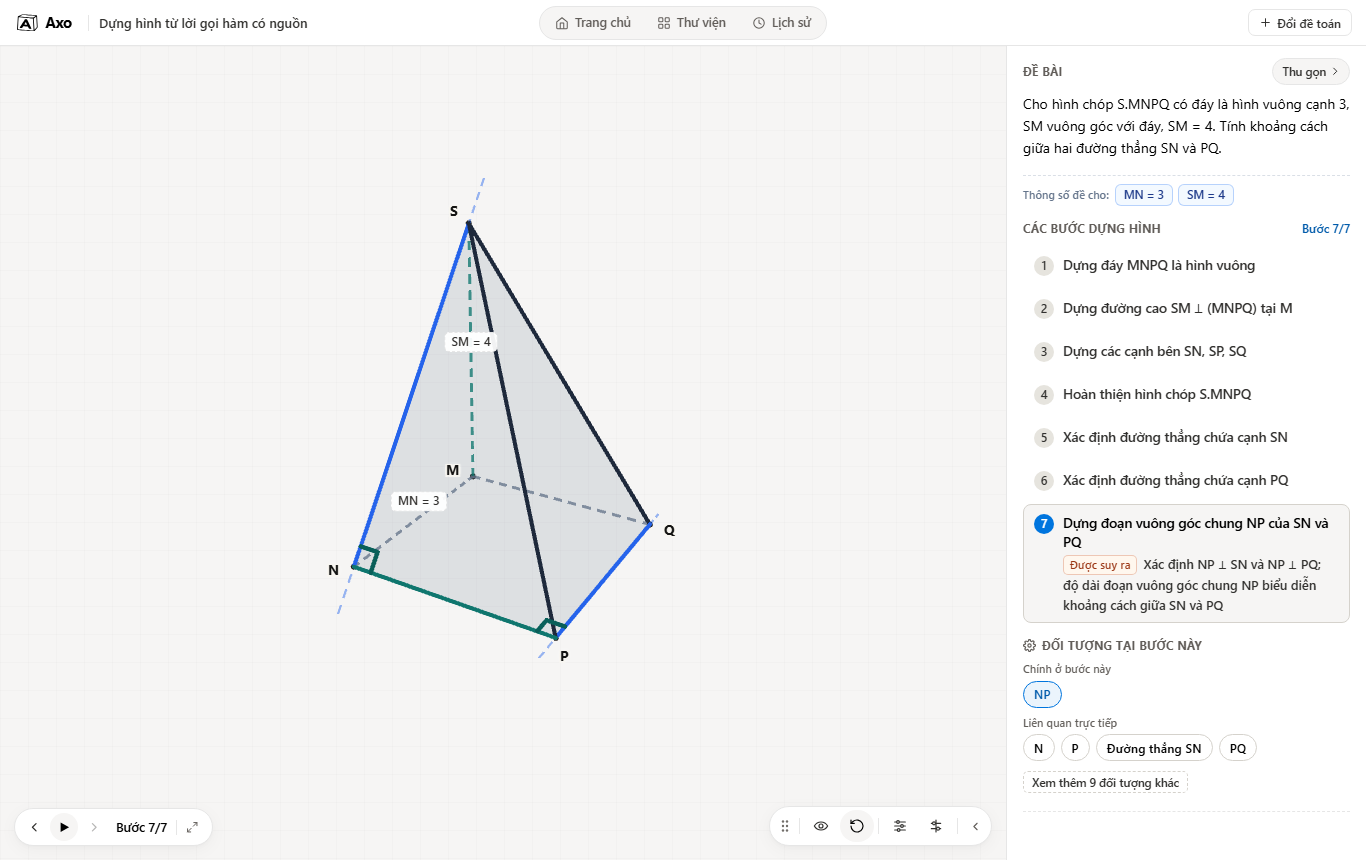 Axo
Dựng hình từ lời gọi hàm có nguồn
Trang chủ
Thư viện
Lịch sử
Đổi đề toán
ĐỀ BÀI
Thu gọn
Cho hình chóp S.MNPQ có đáy là hình vuông cạnh 3,
SM vuông góc với đáy, SM = 4. Tính khoảng cách
giữa hai đường thẳng SN và PQ.
Thông số đề cho:
MN = 3
SM = 4
CÁC BƯỚC DỰNG HÌNH
Bước 7/7
1 Dựng đáy MNPQ là hình vuông
2 Dựng đường cao SM ⊥ (MNPQ) tại M
3 Dựng các cạnh bên SN, SP, SQ
4 Hoàn thiện hình chóp S.MNPQ
5 Xác định đường thẳng chứa cạnh SN
6 Xác định đường thẳng chứa cạnh PQ
7 Dựng đoạn vuông góc chung NP của SN và
PQ
Được suy ra Xác định NP ⊥ SN và NP ⊥ PQ;
độ dài đoạn vuông góc chung NP biểu diễn
khoảng cách giữa SN và PQ
ĐỐI TƯỢNG TẠI BƯỚC NÀY
Chính ở bước này
NP
Liên quan trực tiếp
N
P
Đường thẳng SN
PQ
Xem thêm 9 đối tượng khác
S
SM = 4
M
MN = 3
Q
N
P
Bước 7/7